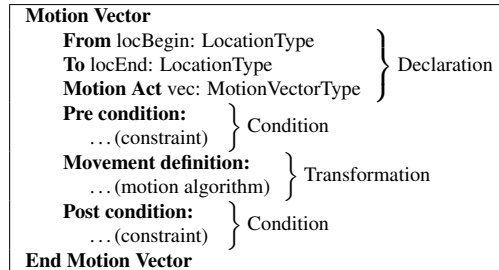 Motion Vector
From locBegin: LocationType
To locEnd: LocationType
Declaration
Motion Act vec: MotionVectorType
Pre condition:
Condition
...(constraint)
Movement definition:
Transformation
...(motion algorithm)
Post condition:
Condition
...(constraint)
End Motion Vector